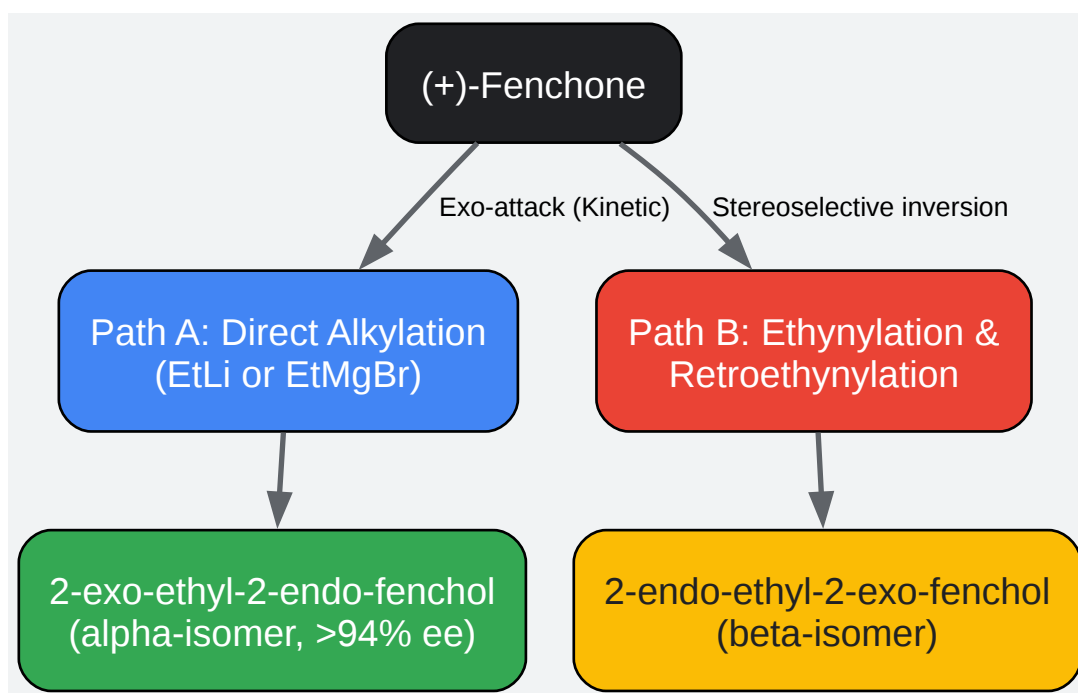 (+)-Fenchone
Exo-attack (Kinetic)
Stereoselective inversion
Path A: Direct Alkylation
(EtLi or EtMgBr)
Path B: Ethynylation &
Retroethynylation
2-exo-ethyl-2-endo-fenchol
(alpha-isomer, >94% ee)
2-endo-ethyl-2-exo-fenchol
(beta-isomer)